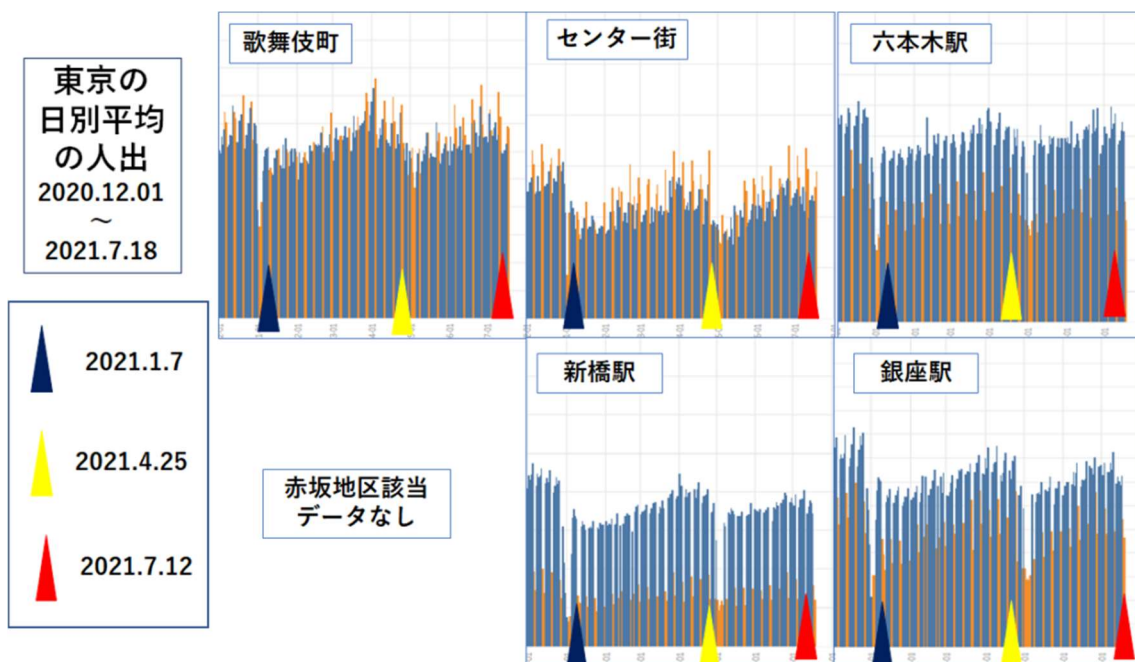 東京の
日別平均
の人出
2020.12.01
～
2021.7.18
2021.1.7
2021.4.25
2021.7.12
歌舞伎町
センター街
六本木駅
新橋駅
銀座駅
赤坂地区該当
データなし